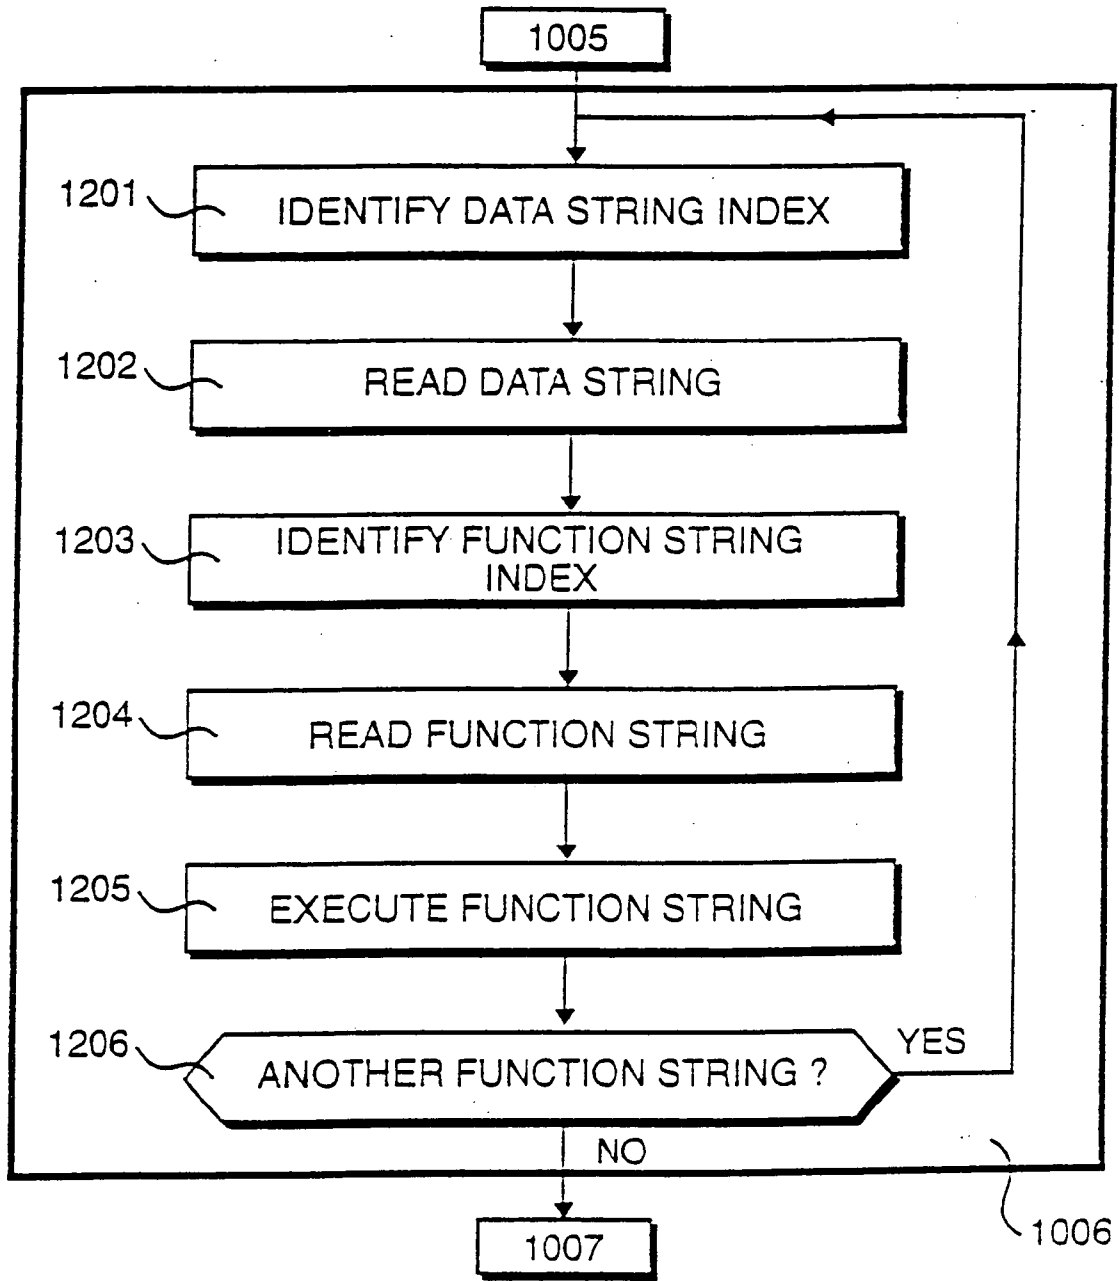 1005
1201
IDENTIFY DATA STRING INDEX
1202
READ DATA STRING
1203
IDENTIFY FUNCTION STRING
INDEX
1204
READ FUNCTION STRING
1205
EXECUTE FUNCTION STRING
1206
ANOTHER FUNCTION STRING ?
YES
NO
1006
1007